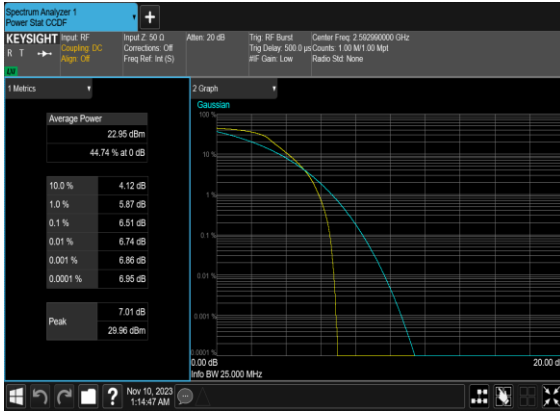 Spectrum Analyzer 1
Power Stat CCDF
KEYSIGHT
R T
Input: RF
Coupling: DC
Align: Off
Input Z: 50 Ω
Corrections: Off
Freq Ref: Int (S)
Atten: 20 dB
Trig: RF Burst
Trig Delay: 500.0 µs
#IF Gain: Low
Center Freq: 2.592990000 GHz
Counts: 1.00 M/1.00 Mpt
Radio Std: None
1 Metrics
Average Power
22.95 dBm
44.74 % at 0 dB
10.0 % 4.12 dB
1.0 % 5.87 dB
0.1 % 6.51 dB
0.01 % 6.74 dB
0.001 % 6.86 dB
0.0001 % 6.95 dB
Peak
7.01 dB
29.96 dBm
2 Graph
Gaussian
100 %
10 %
1 %
0.1 %
0.01 %
0.001 %
0.0001 %
0.00 dB
20.00 d
Info BW 25.000 MHz
?
Nov 10, 2023
1:14:47 AM